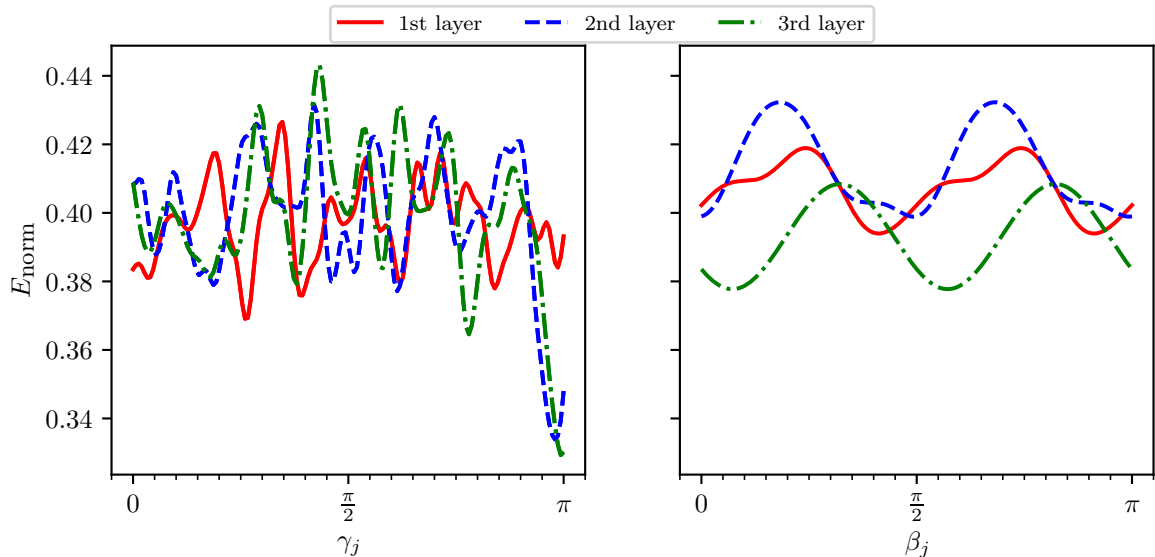 1st layer 2nd layer 3rd layer
0.44
0.42
0.40
0.38
0.36
0.34
E_norm
0 π/2 π
γ_j
0 π/2 π
β_j